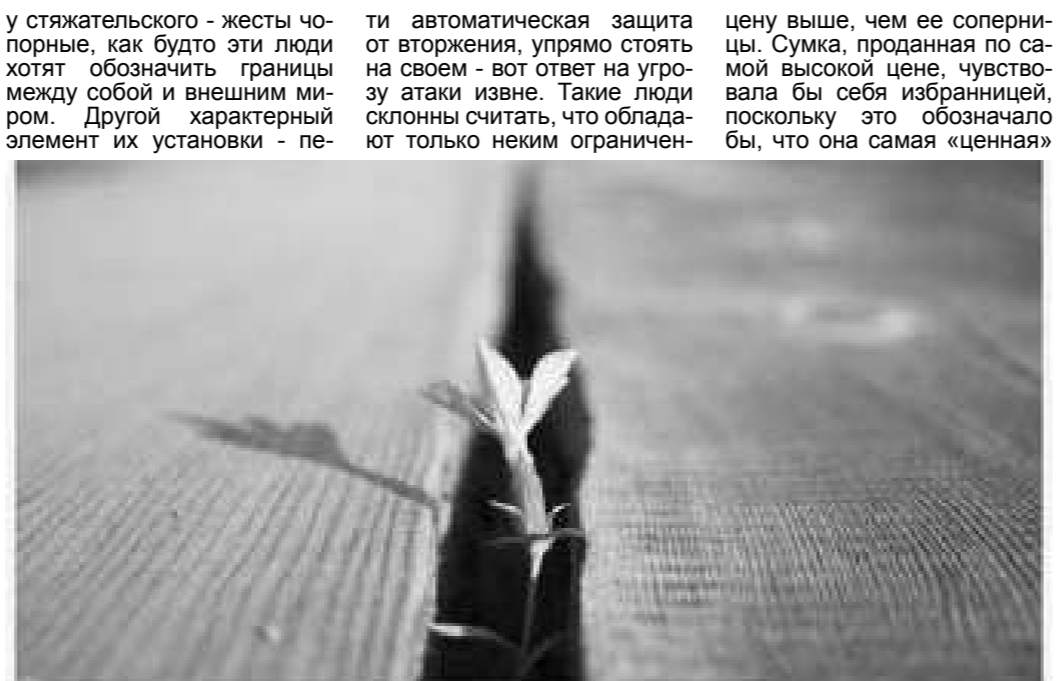 у стяжательского - жесты чо-
порные, как будто эти люди
хотят обозначить границы
между собой и внешним ми-
ром. Другой характерный
элемент их установки - пе-
ти автоматическая защита
от вторжения, упрямо стоять
на своем - вот ответ на угро-
зу атаки извне. Такие люди
склонны считать, что облада-
ют только неким ограничен-
цену выше, чем ее соперни-
цы. Сумка, проданная по са-
мой высокой цене, чувство-
вала бы себя избранницей,
поскольку это обозначало
бы, что она самая «ценная»